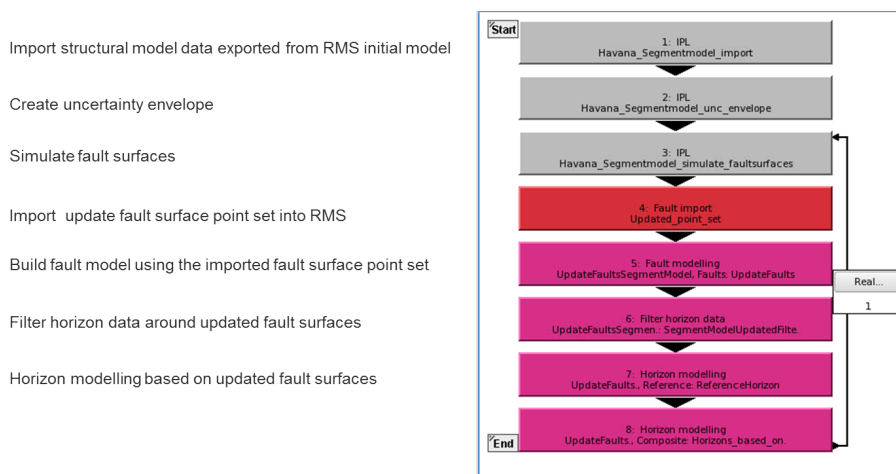 Import structural model data exported from RMS initial model
Create uncertainty envelope
Simulate fault surfaces
Import update fault surface point set into RMS
Build fault model using the imported fault surface point set
Filter horizon data around updated fault surfaces
Horizon modelling based on updated fault surfaces
Start
1: IPL
Havana_Segmentmodel_import
2: IPL
Havana_Segmentmodel_unc_envelope
3: IPL
Havana_Segmentmodel_simulate_faultsurfaces
4: Fault import
Updated_point_set
5: Fault modelling
UpdateFaultsSegmentModel, Faults: UpdateFaults
6: Filter horizon data
UpdateFaultsSegmen.: SegmentModelUpdatedFilte.
7: Horizon modelling
UpdateFaults., Reference: ReferenceHorizon
8: Horizon modelling
UpdateFaults., Composite: Horizons_based_on.
End
Real...
1